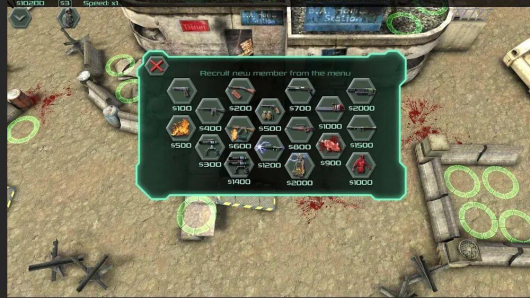 $10200 $3 Speed: x1
Recruit new member from the menu
$100 $200 $700 $2000
$400 $500 $1000
$500 $600 $800 $1500
$300 $1200 $900
$1400 $2000 $1000